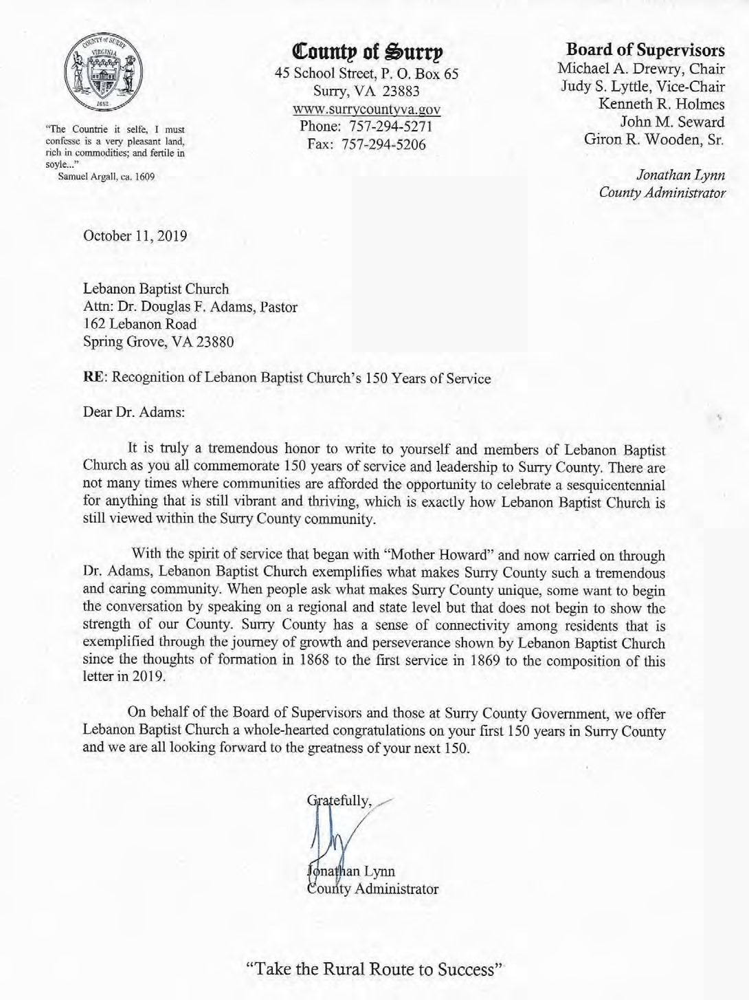 COUNTY of SURRY
VIRGINIA
1652
"The Countrie it selfe, I must
confesse is a very pleasant land,
rich in commodities; and fertile in
soyle..."
Samuel Argall, ca. 1609
County of Surry
45 School Street, P. O. Box 65
Surry, VA 23883
www.surrycountyva.gov
Phone: 757-294-5271
Fax: 757-294-5206
Board of Supervisors
Michael A. Drewry, Chair
Judy S. Lyttle, Vice-Chair
Kenneth R. Holmes
John M. Seward
Giron R. Wooden, Sr.
Jonathan Lynn
County Administrator
October 11, 2019
Lebanon Baptist Church
Attn: Dr. Douglas F. Adams, Pastor
162 Lebanon Road
Spring Grove, VA 23880
RE: Recognition of Lebanon Baptist Church's 150 Years of Service
Dear Dr. Adams:
It is truly a tremendous honor to write to yourself and members of Lebanon Baptist
Church as you all commemorate 150 years of service and leadership to Surry County. There are
not many times where communities are afforded the opportunity to celebrate a sesquicentennial
for anything that is still vibrant and thriving, which is exactly how Lebanon Baptist Church is
still viewed within the Surry County community.
With the spirit of service that began with "Mother Howard" and now carried on through
Dr. Adams, Lebanon Baptist Church exemplifies what makes Surry County such a tremendous
and caring community. When people ask what makes Surry County unique, some want to begin
the conversation by speaking on a regional and state level but that does not begin to show the
strength of our County. Surry County has a sense of connectivity among residents that is
exemplified through the journey of growth and perseverance shown by Lebanon Baptist Church
since the thoughts of formation in 1868 to the first service in 1869 to the composition of this
letter in 2019.
On behalf of the Board of Supervisors and those at Surry County Government, we offer
Lebanon Baptist Church a whole-hearted congratulations on your first 150 years in Surry County
and we are all looking forward to the greatness of your next 150.
Gratefully,
Jonathan Lynn
County Administrator
"Take the Rural Route to Success"